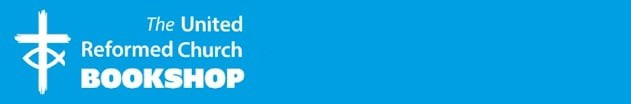 The United
Reformed Church
BOOKSHOP